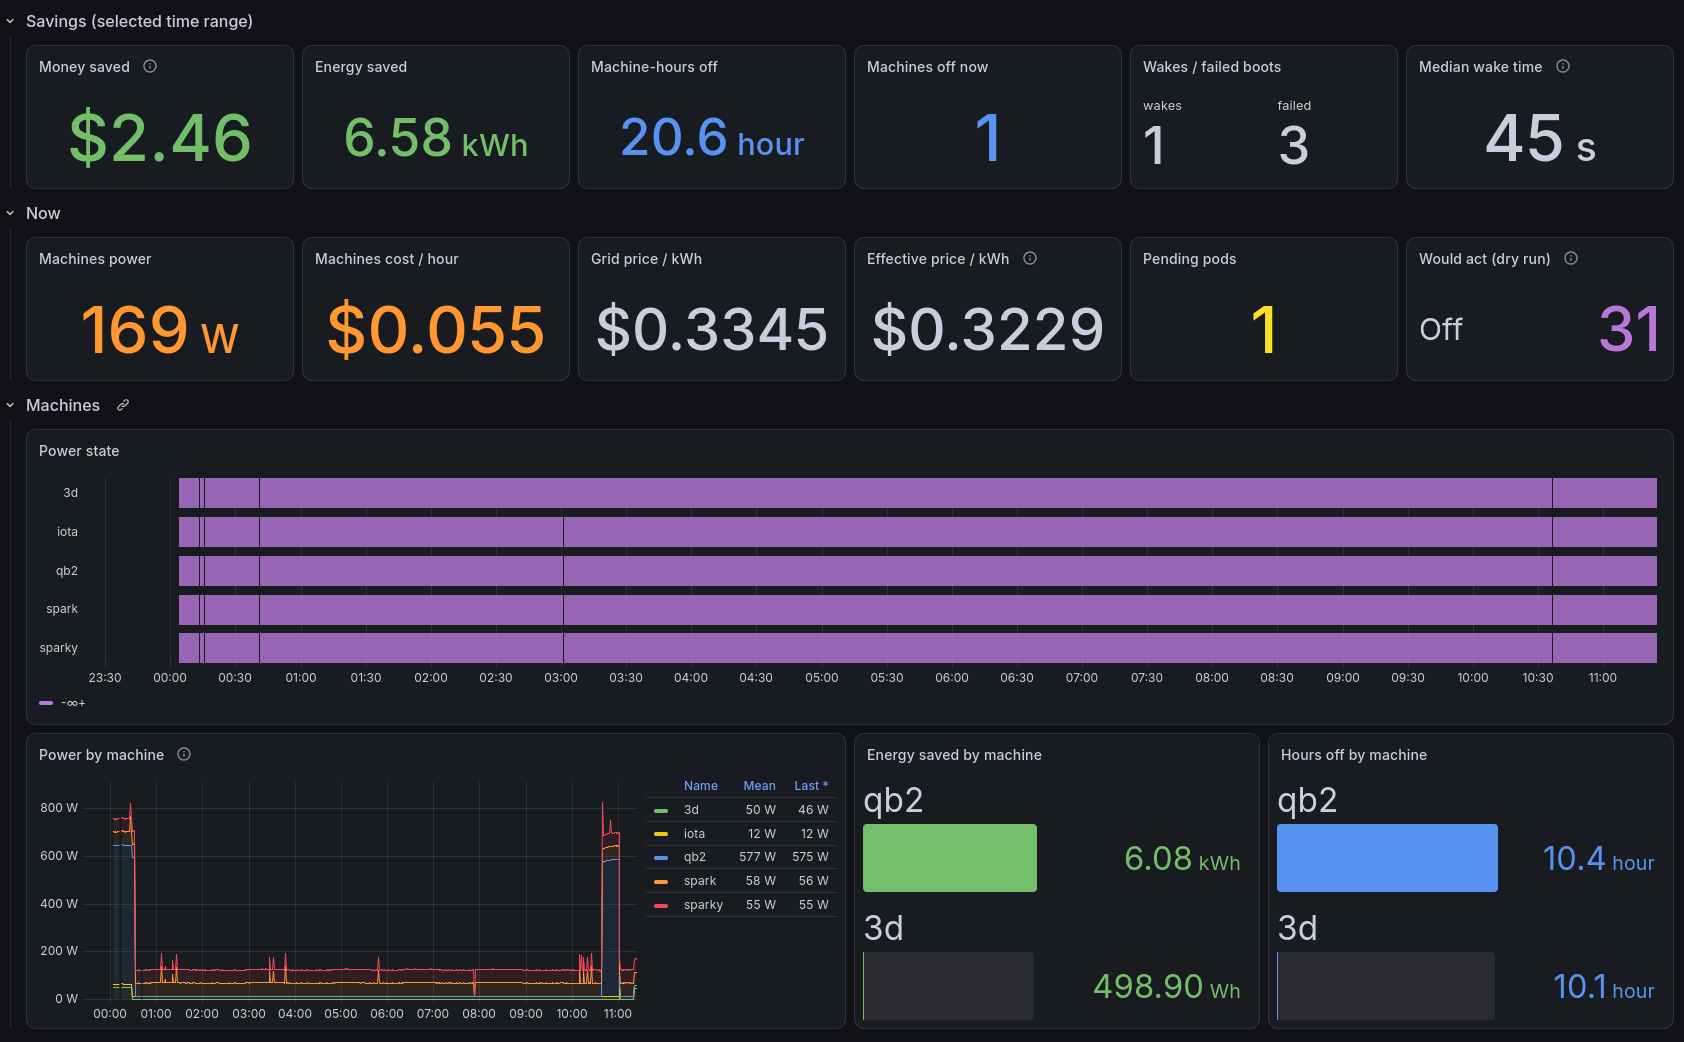 Savings (selected time range)
Money saved
$2.46
Energy saved
6.58 kWh
Machine-hours off
20.6 hour
Machines off now
1
Wakes / failed boots
wakes failed
1 3
Median wake time
45 s
Now
Machines power
169 W
Machines cost / hour
$0.055
Grid price / kWh
$0.3345
Effective price / kWh
$0.3229
Pending pods
1
Would act (dry run)
Off 31
Machines
Power state
3d
iota
qb2
spark
sparky
23:30 00:00 00:30 01:00 01:30 02:00 02:30 03:00 03:30 04:00 04:30 05:00 05:30 06:00 06:30 07:00 07:30 08:00 08:30 09:00 09:30 10:00 10:30 11:00
-∞+
Power by machine
800 W
600 W
400 W
200 W
0 W
00:00 01:00 02:00 03:00 04:00 05:00 06:00 07:00 08:00 09:00 10:00 11:00
Name Mean Last *
3d 50 W 46 W
iota 12 W 12 W
qb2 577 W 575 W
spark 58 W 56 W
sparky 55 W 55 W
Energy saved by machine
qb2
6.08 kWh
3d
498.90 Wh
Hours off by machine
qb2
10.4 hour
3d
10.1 hour